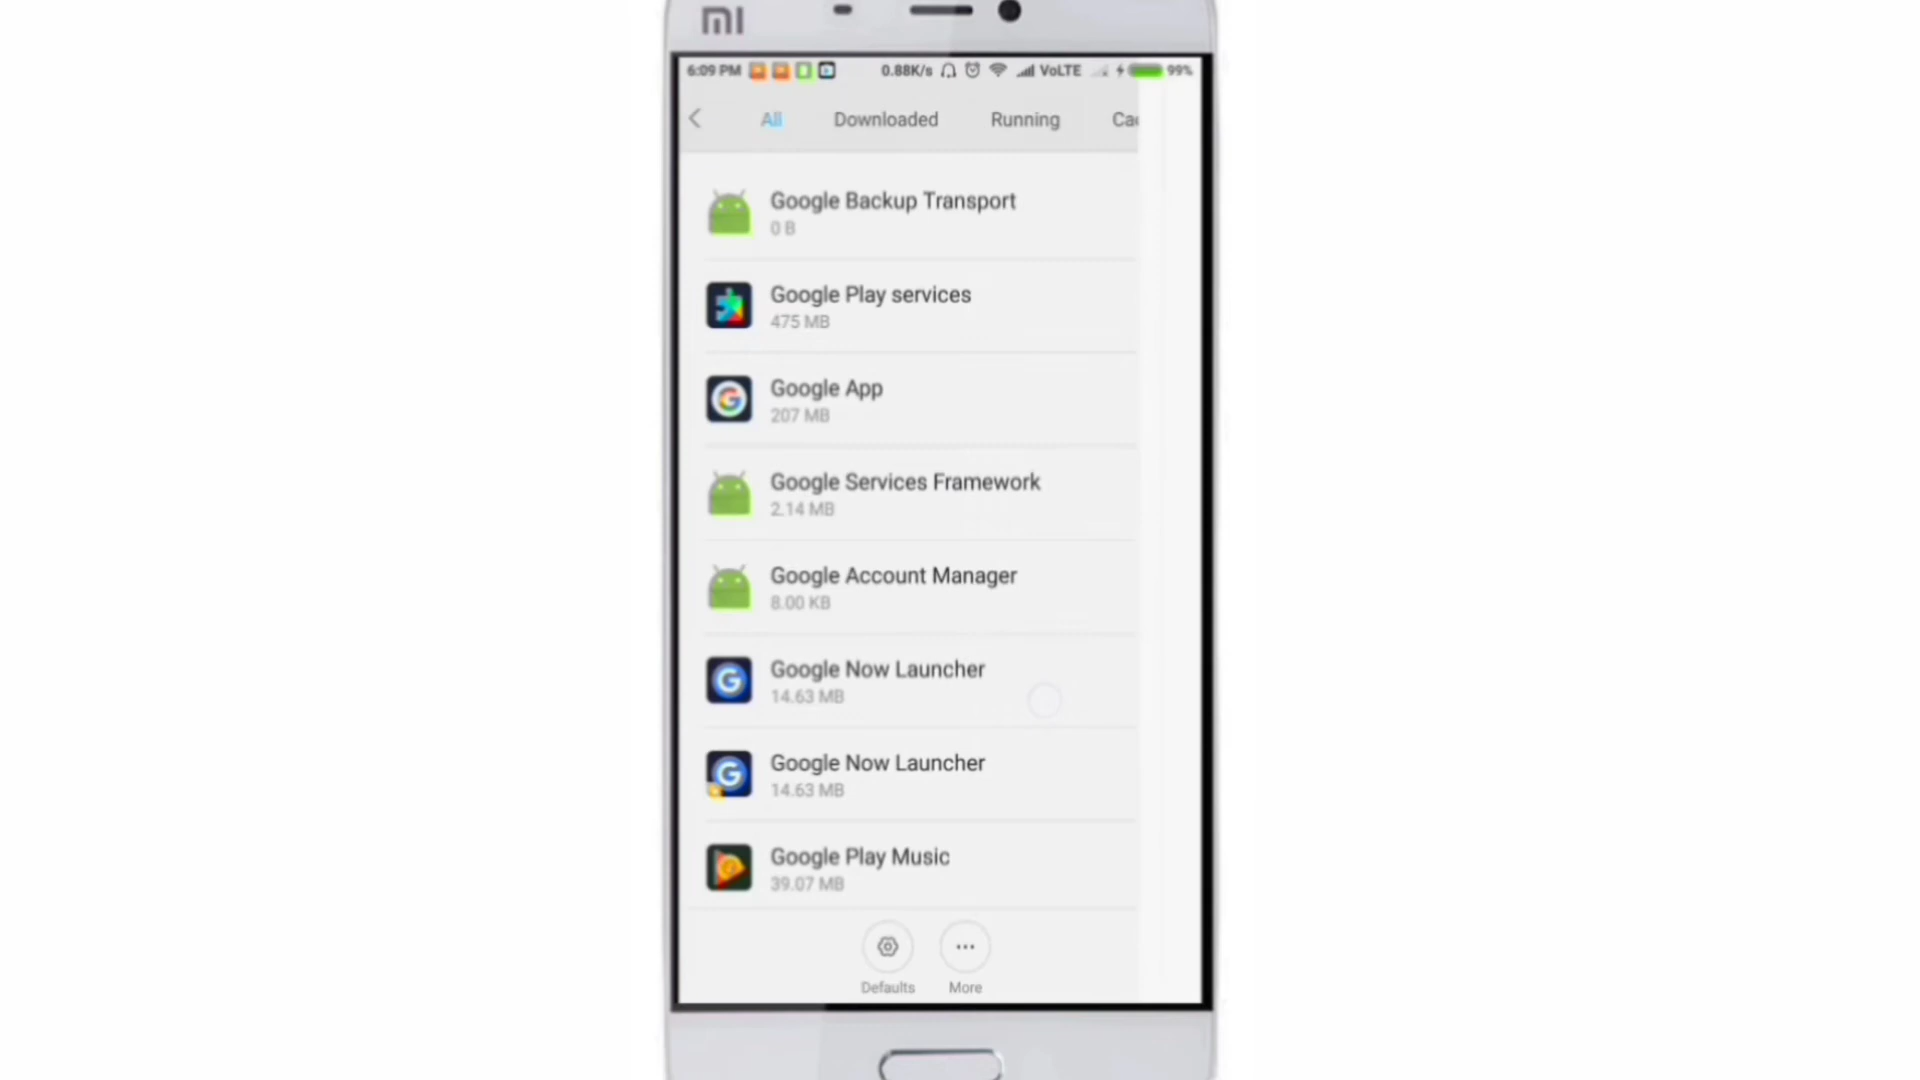 MI
6:09 PM 0.88K/s VoLTE 99%
All Downloaded Running Cac
Google Backup Transport
0 B
Google Play services
475 MB
Google App
207 MB
Google Services Framework
2.14 MB
Google Account Manager
8.00 KB
Google Now Launcher
14.63 MB
Google Now Launcher
14.63 MB
Google Play Music
39.07 MB
Defaults More